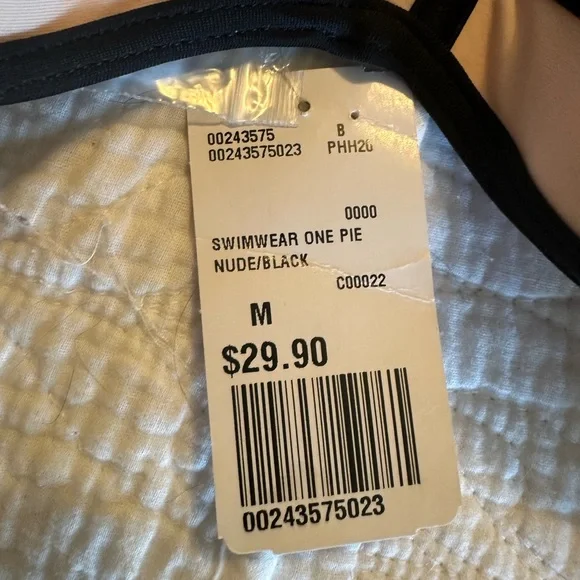 00243575 B
00243575023 PHH20
0000
SWIMWEAR ONE PIE
NUDE/BLACK
C00022
M
$29.90
00243575023